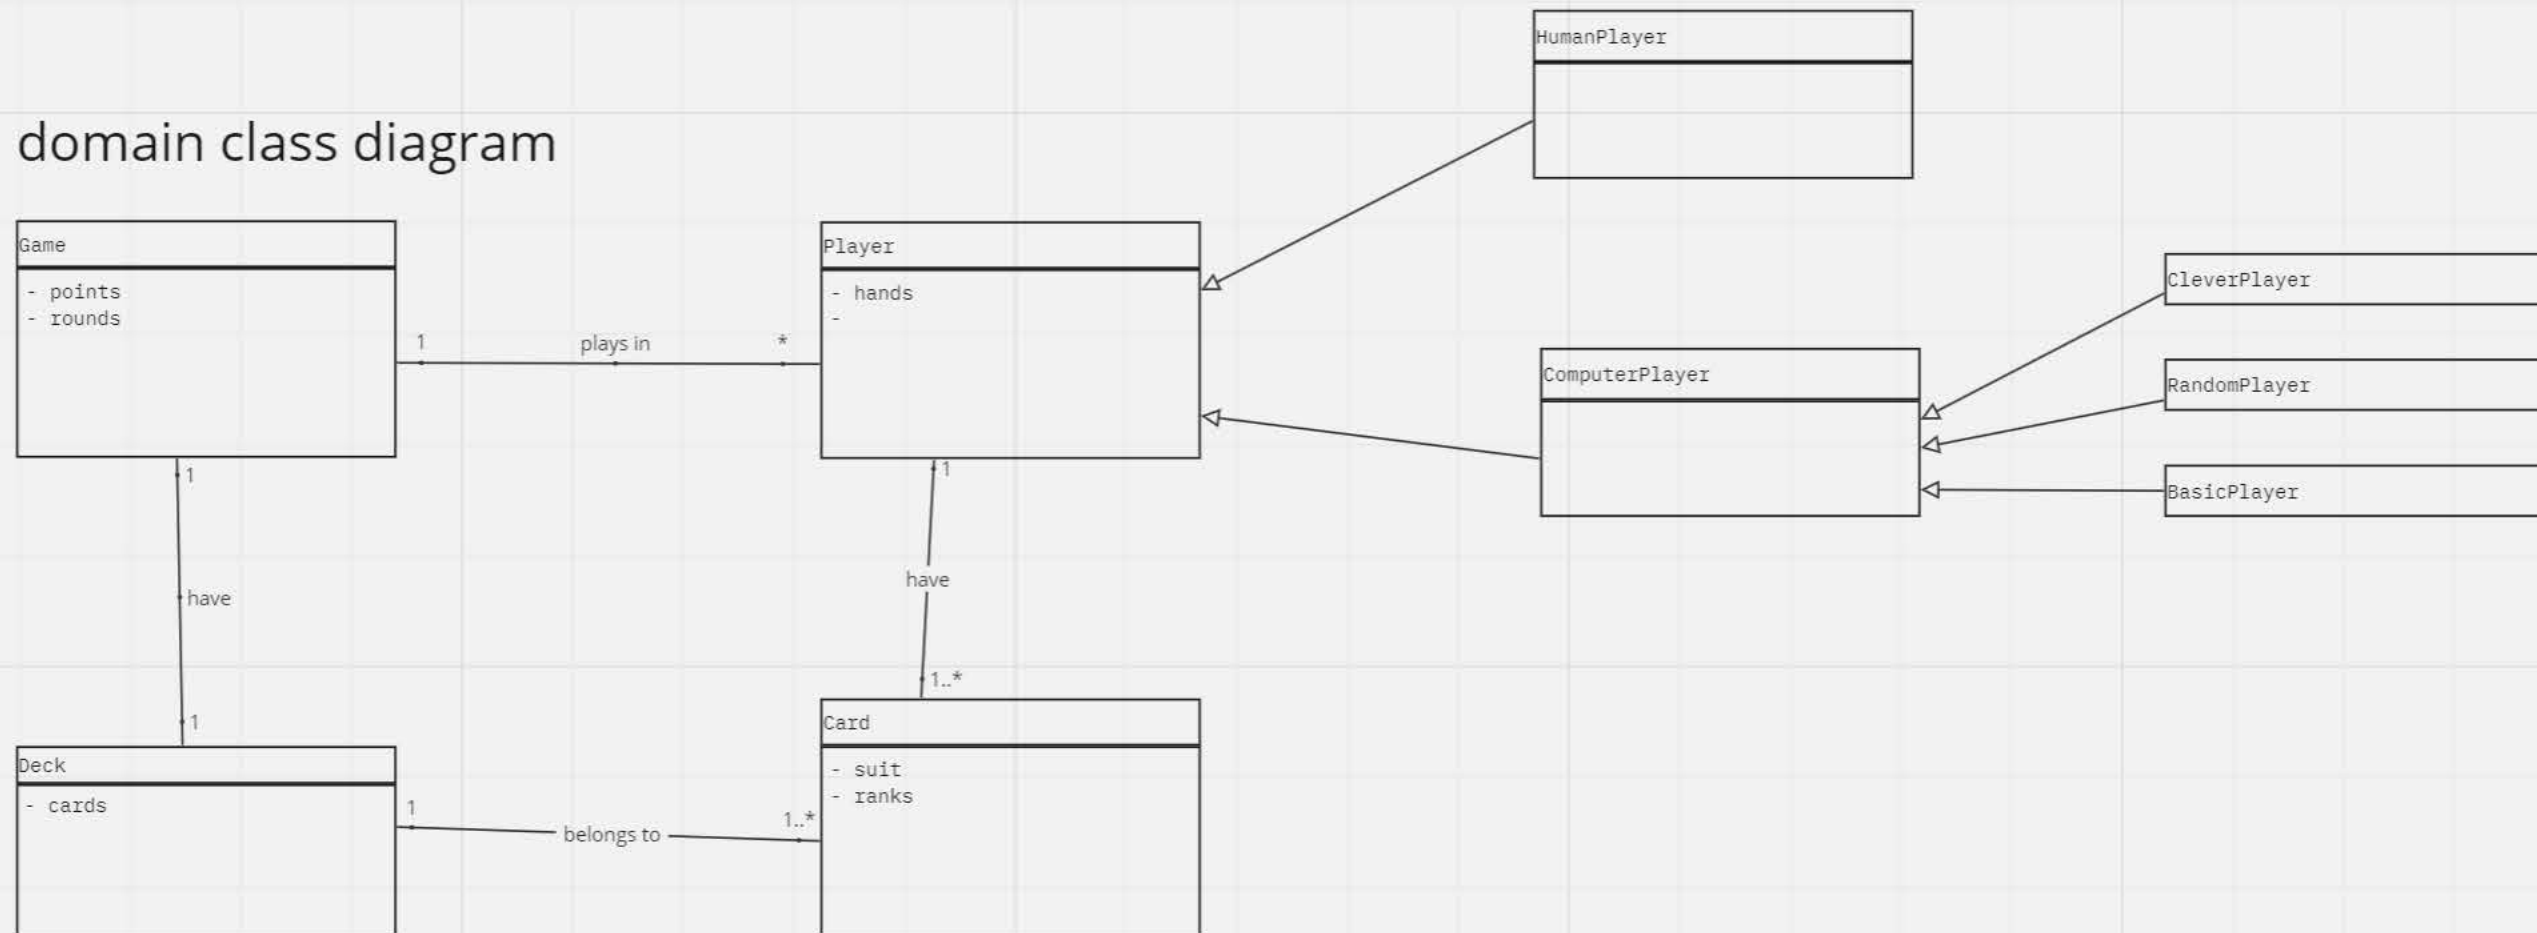 HumanPlayer
domain class diagram
Game
- points
- rounds
Player
- hands
-
1
plays in
*
CleverPlayer
RandomPlayer
BasicPlayer
ComputerPlayer
1
have
1
1
have
1..*
Deck
- cards
Card
- suit
- ranks
1
belongs to
1..*